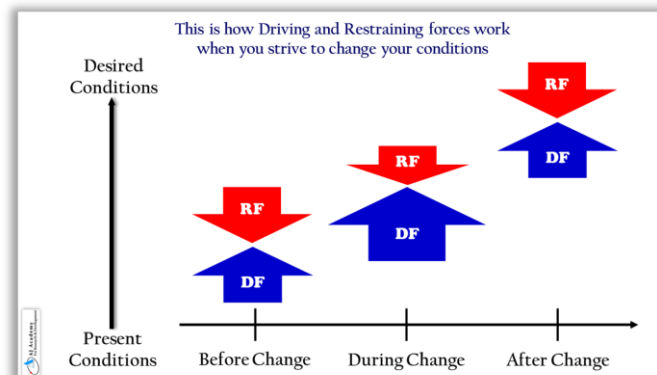 This is how Driving and Restraining forces work
when you strive to change your conditions
Desired
Conditions
RF
DF
RF
DF
RF
DF
Present
Conditions
Before Change
During Change
After Change